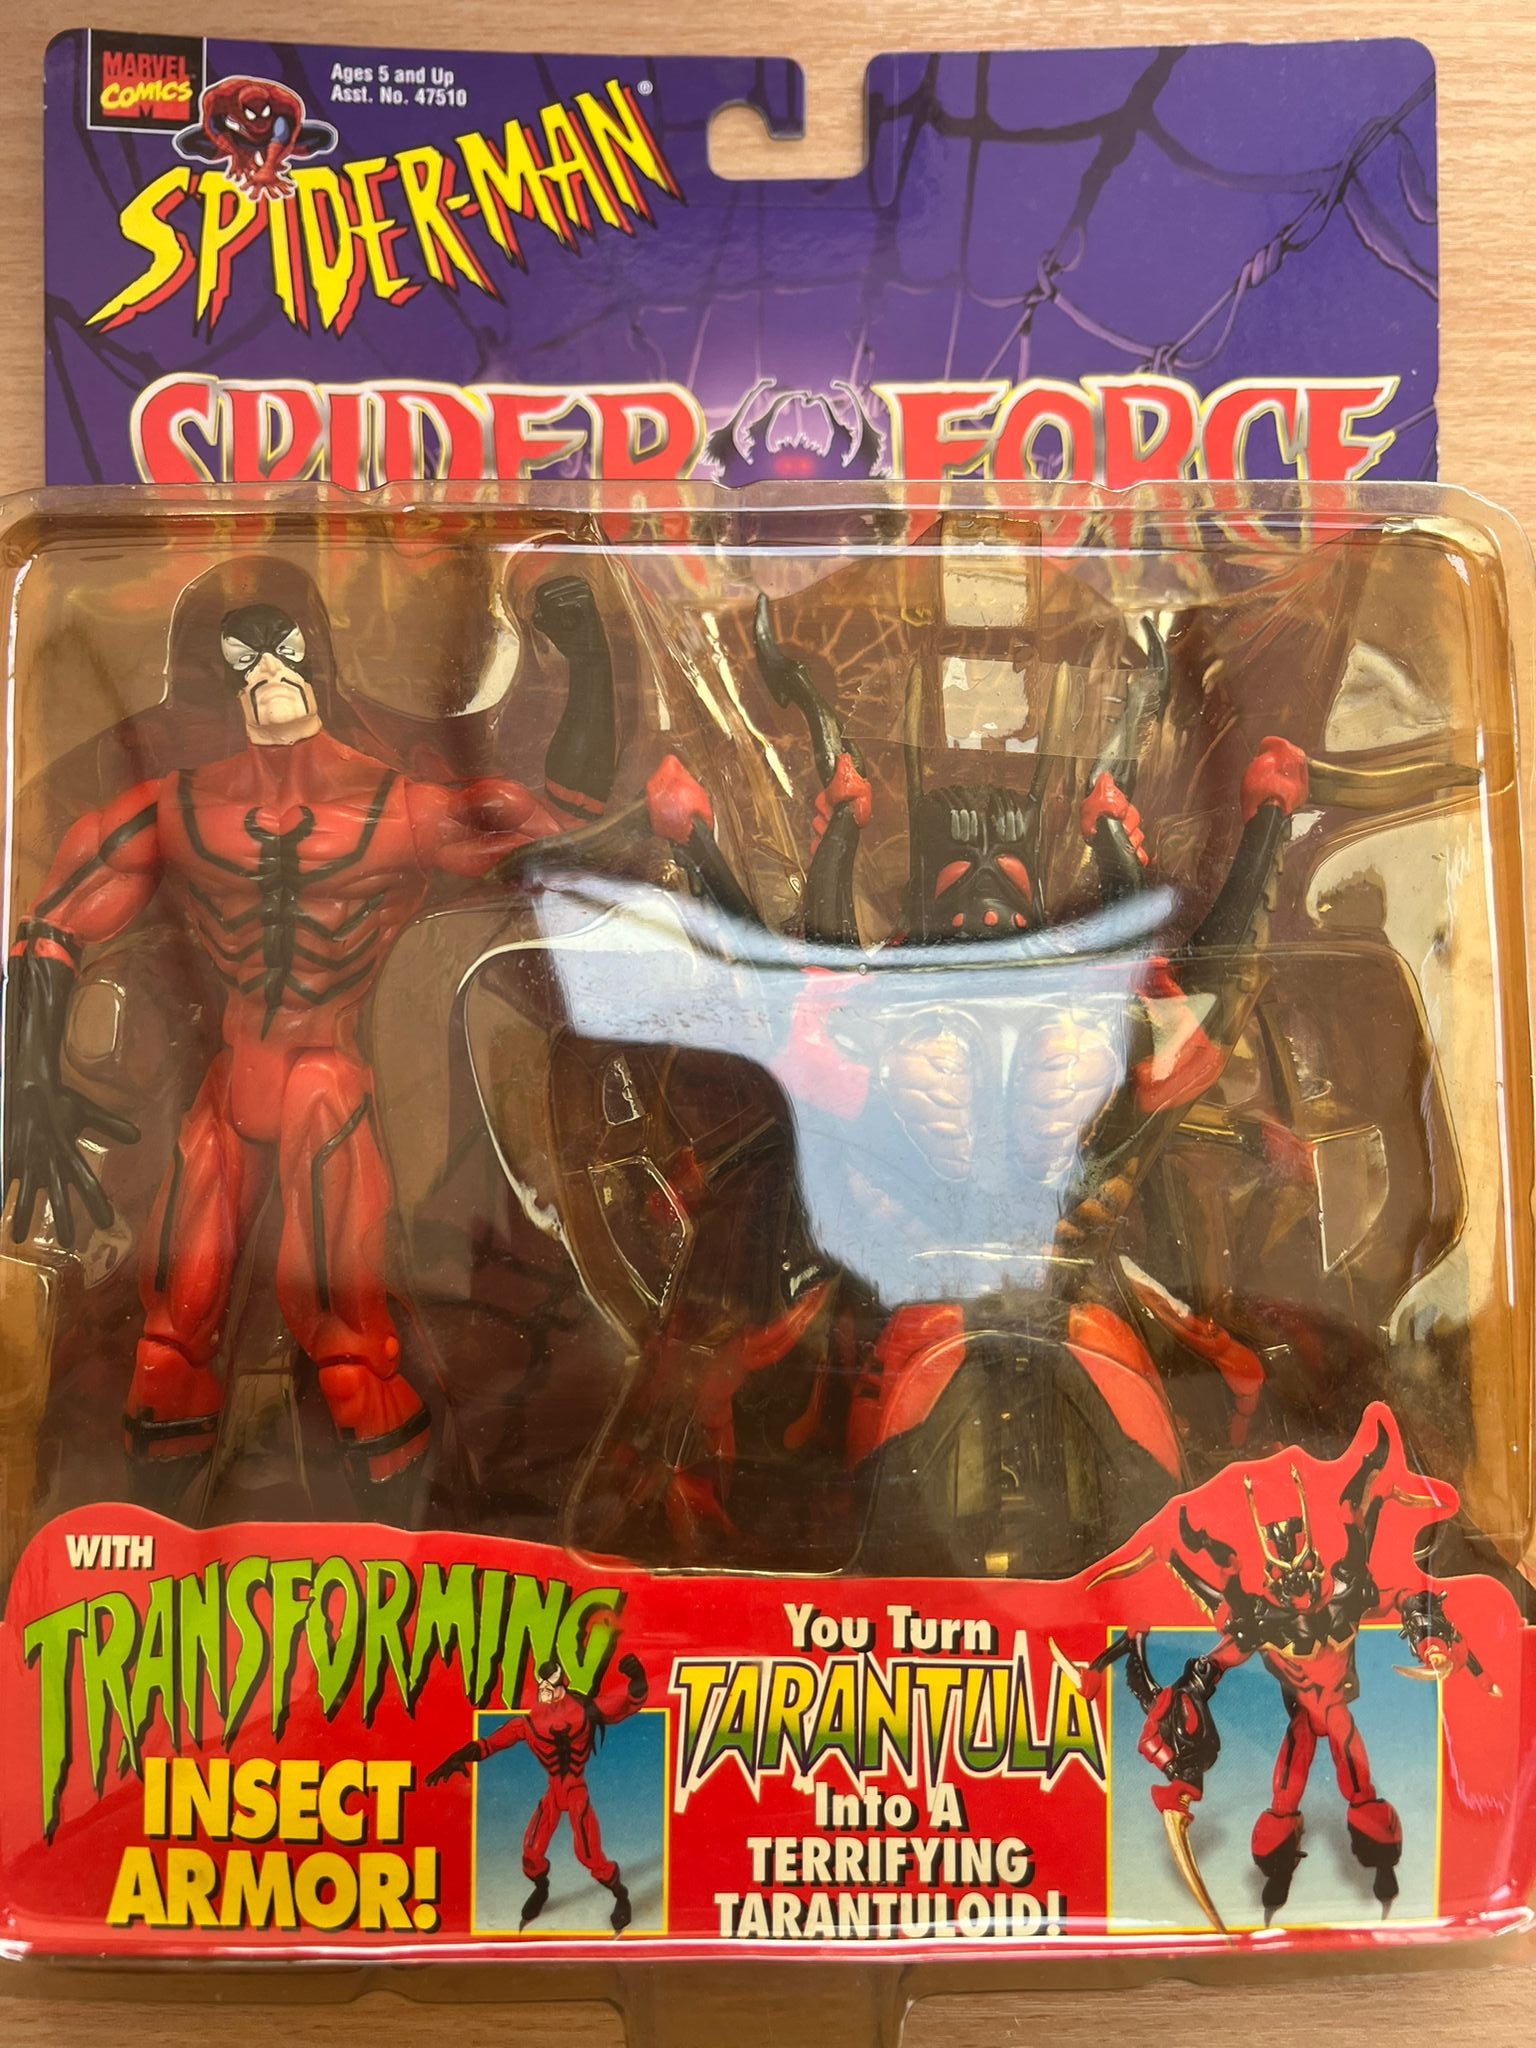 MARVEL
COMICS
Ages 5 and Up
Asst. No. 47510
SPIDER-MAN®
SPIDER FORCE
WITH
TRANSFORMING
INSECT
ARMOR!
You Turn
TARANTULA
Into A
TERRIFYING
TARANTULOID!